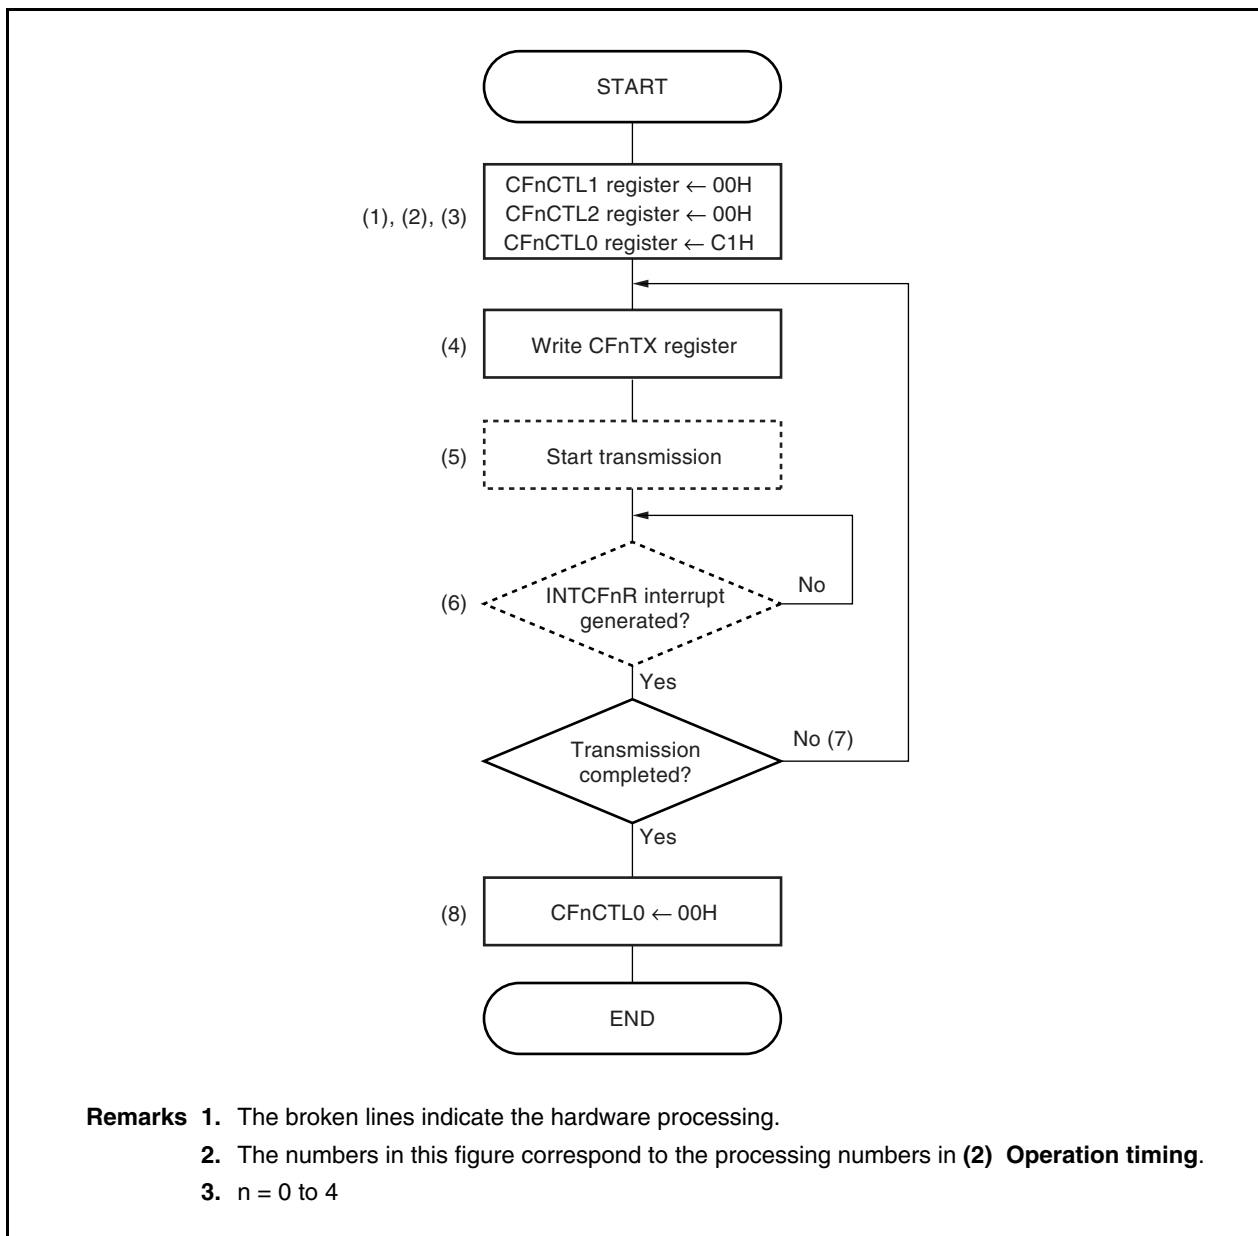 START
CFnCTL1 register ← 00H
CFnCTL2 register ← 00H
(1), (2), (3)
CFnCTL0 register ← C1H
(4)
Write CFnTX register
(5)
Start transmission
(6)
INTCFnR interrupt
generated?
No
Yes
Transmission
completed?
No (7)
Yes
(8)
CFnCTL0 ← 00H
END
Remarks 1. The broken lines indicate the hardware processing.
2. The numbers in this figure correspond to the processing numbers in (2) Operation timing.
3. n = 0 to 4